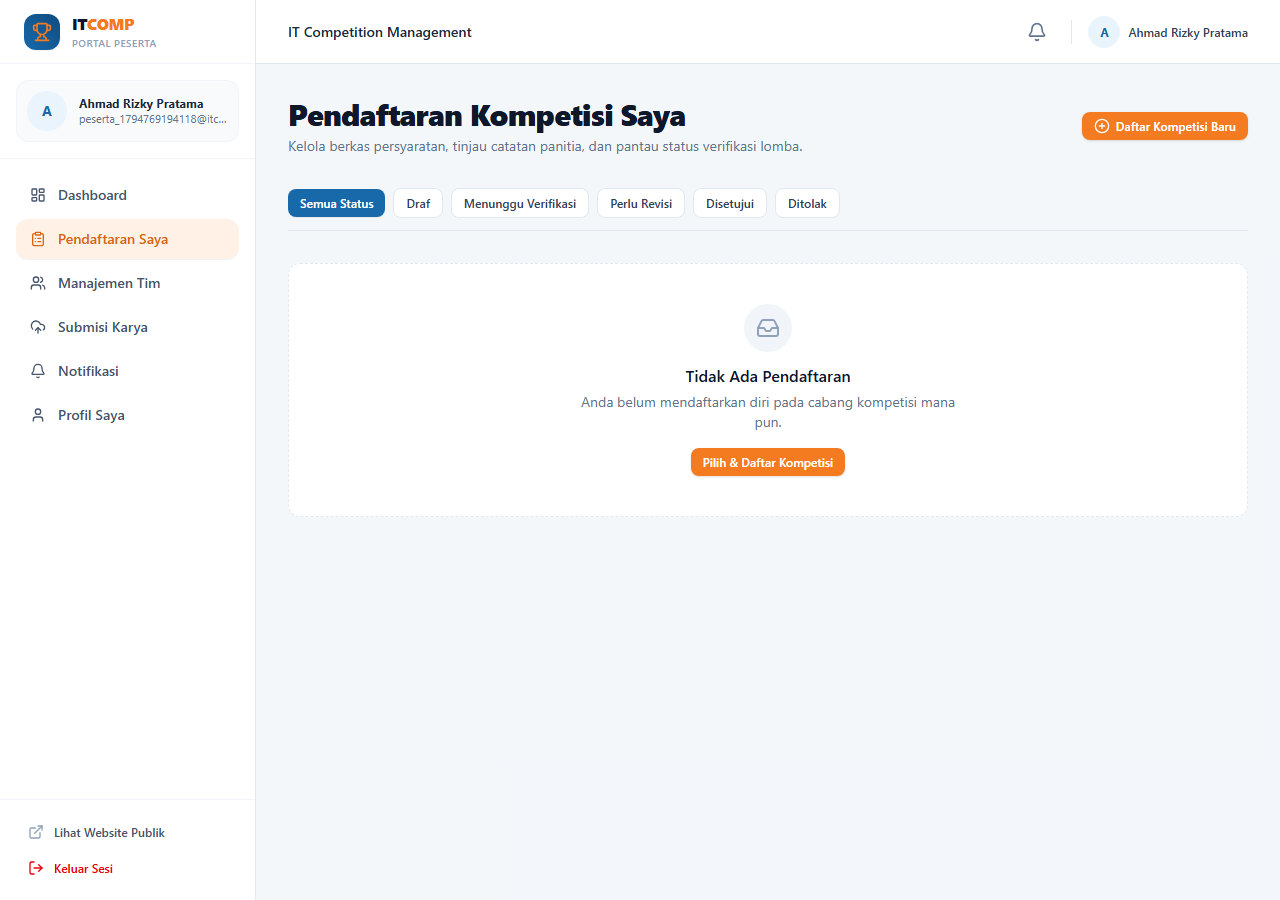 ITCOMP
PORTAL PESERTA
IT Competition Management
A
Ahmad Rizky Pratama
A
Ahmad Rizky Pratama
peserta_1794769194118@itc...
Dashboard
Pendaftaran Saya
Manajemen Tim
Submisi Karya
Notifikasi
Profil Saya
Lihat Website Publik
Keluar Sesi
Pendaftaran Kompetisi Saya
Kelola berkas persyaratan, tinjau catatan panitia, dan pantau status verifikasi lomba.
Daftar Kompetisi Baru
Semua Status
Draf
Menunggu Verifikasi
Perlu Revisi
Disetujui
Ditolak
Tidak Ada Pendaftaran
Anda belum mendaftarkan diri pada cabang kompetisi mana
pun.
Pilih & Daftar Kompetisi